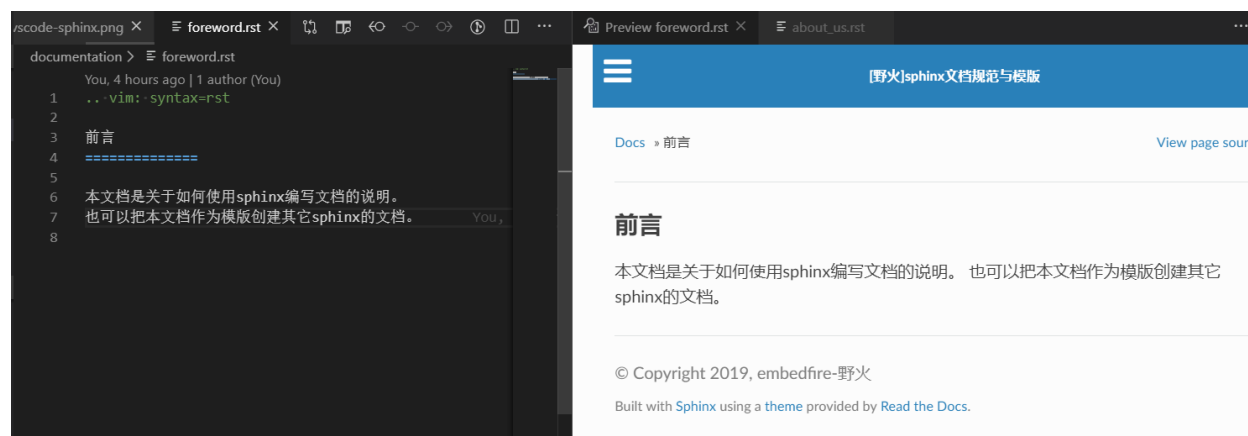 vscode-sphinx.png
foreword.rst
documentation > foreword.rst
You, 4 hours ago | 1 author (You)
1 .. vim: syntax=rst
2
3 前言
4 ==============
5
6 本文档是关于如何使用sphinx编写文档的说明。
7 也可以把本文档作为模版创建其它sphinx的文档。 You,
8
Preview foreword.rst
about_us.rst
[野火]sphinx文档规范与模版
Docs » 前言
View page sour
前言
本文档是关于如何使用sphinx编写文档的说明。 也可以把本文档作为模版创建其它
sphinx的文档。
© Copyright 2019, embedfire-野火
Built with Sphinx using a theme provided by Read the Docs.